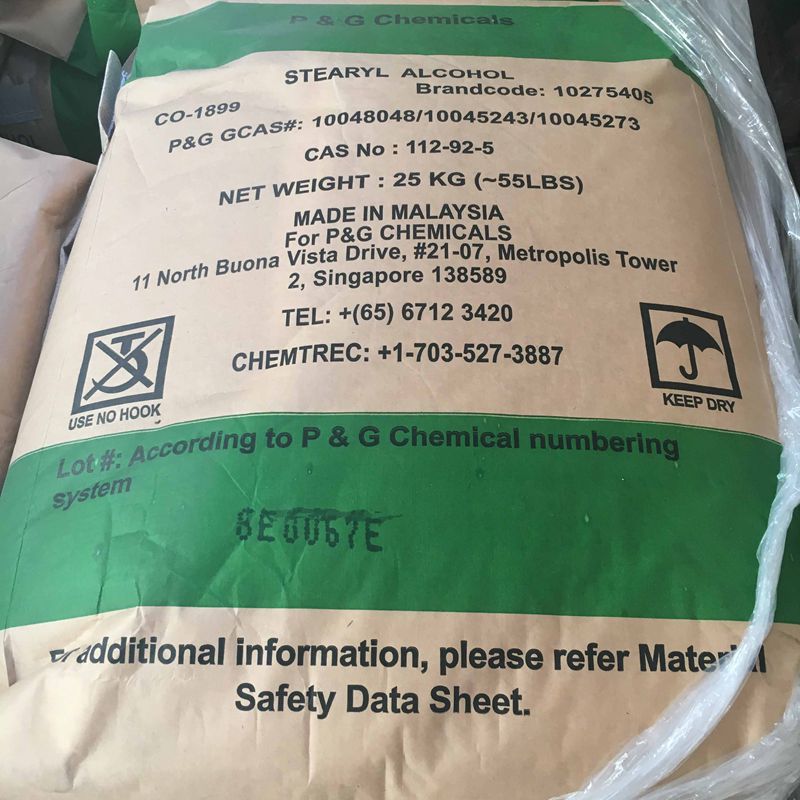 P & G Chemicals
STEARYL ALCOHOL
Brandcode: 10275405
CO-1899
P&G GCAS#: 10048048/10045243/10045273
CAS No : 112-92-5
NET WEIGHT : 25 KG (~55LBS)
MADE IN MALAYSIA
For P&G CHEMICALS
11 North Buona Vista Drive, #21-07, Metropolis Tower
2, Singapore 138589
TEL: +(65) 6712 3420
CHEMTREC: +1-703-527-3887
USE NO HOOK
KEEP DRY
Lot #: According to P & G Chemical numbering
system
additional information, please refer
Safety Data Sheet.